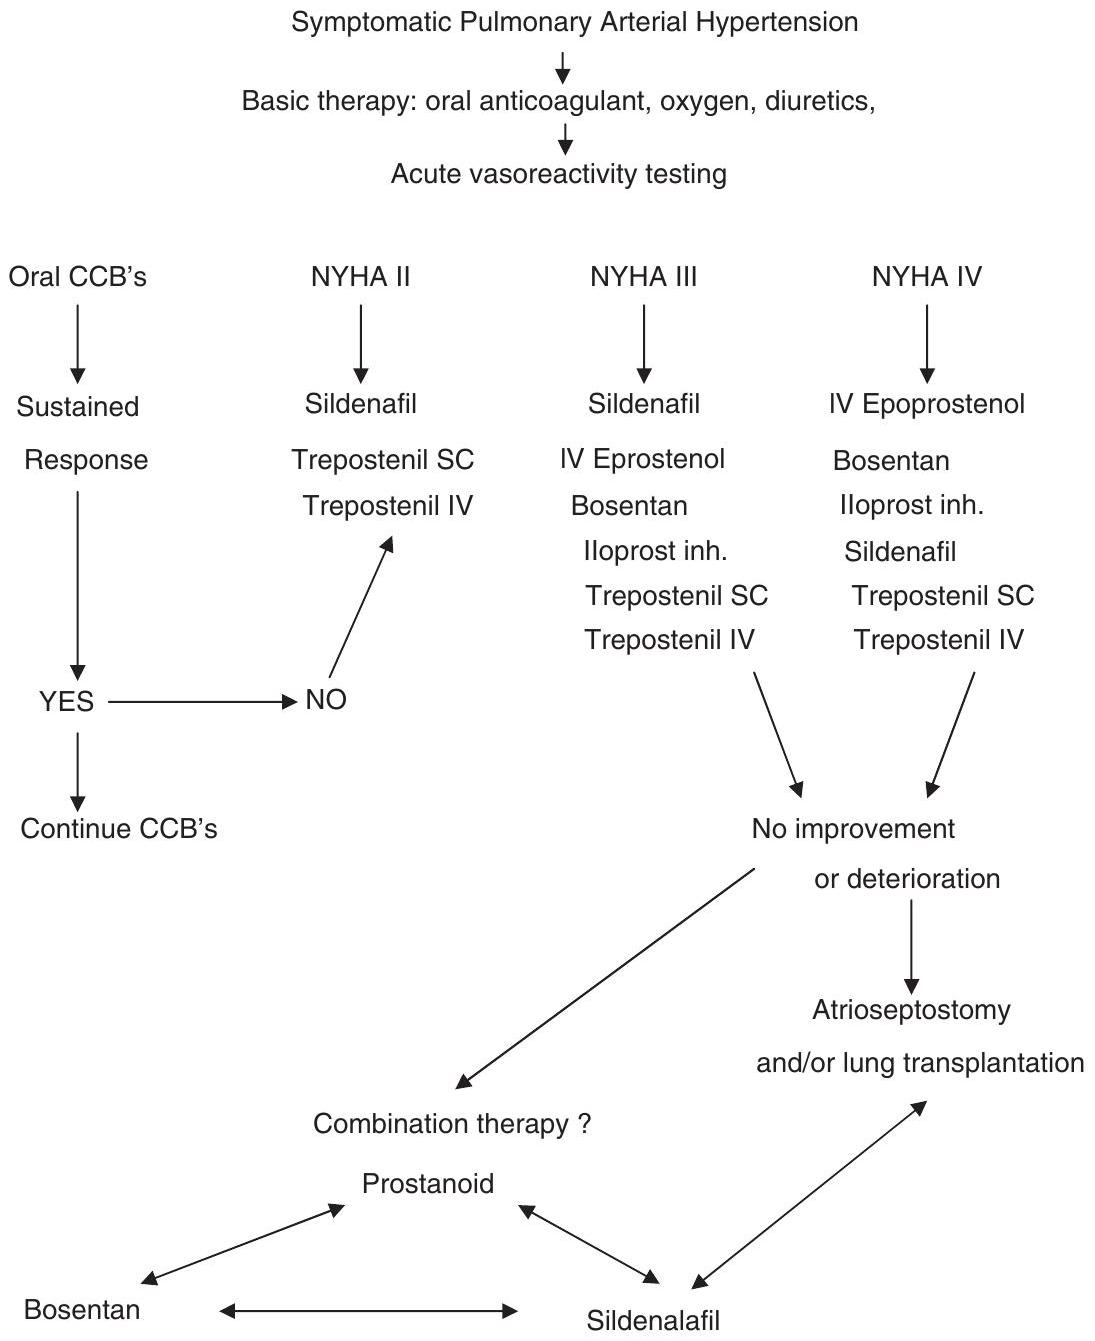 Symptomatic Pulmonary Arterial Hypertension
Basic therapy: oral anticoagulant, oxygen, diuretics,
Acute vasoreactivity testing
Oral CCB's
Sustained
Response
YES
Continue CCB's
NYHA II
Sildenafil
Trepostenil SC
Trepostenil IV
NO
NYHA III
Sildenafil
IV Eprostenol
Bosentan
Iloprost inh.
Trepostenil SC
Trepostenil IV
NYHA IV
IV Epoprostenol
Bosentan
Iloprost inh.
Sildenafil
Trepostenil SC
Trepostenil IV
No improvement
or deterioration
Atrioseptostomy
and/or lung transplantation
Combination therapy ?
Prostanoid
Bosentan
Sildenalafil